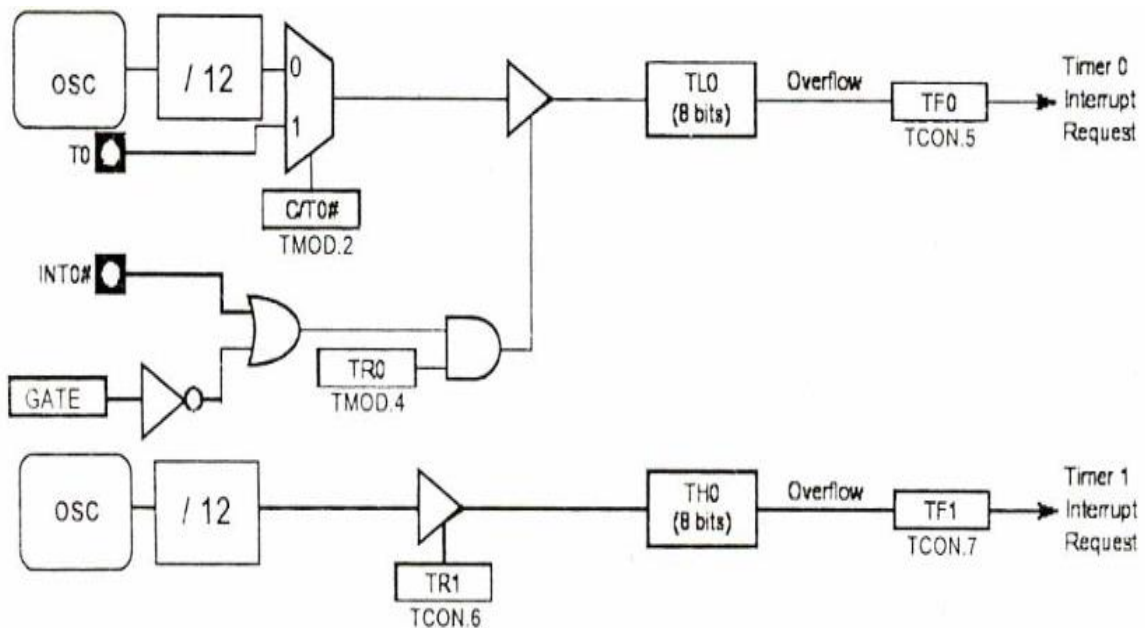 OSC
/ 12
0
1
T0
C/T0#
TMOD.2
TL0
(8 bits)
Overflow
TF0
TCON.5
Timer 0
Interrupt
Request
INT0#
GATE
TR0
TMOD.4
OSC
/ 12
TR1
TCON.6
TH0
(8 bits)
Overflow
TF1
TCON.7
Timer 1
Interrupt
Request